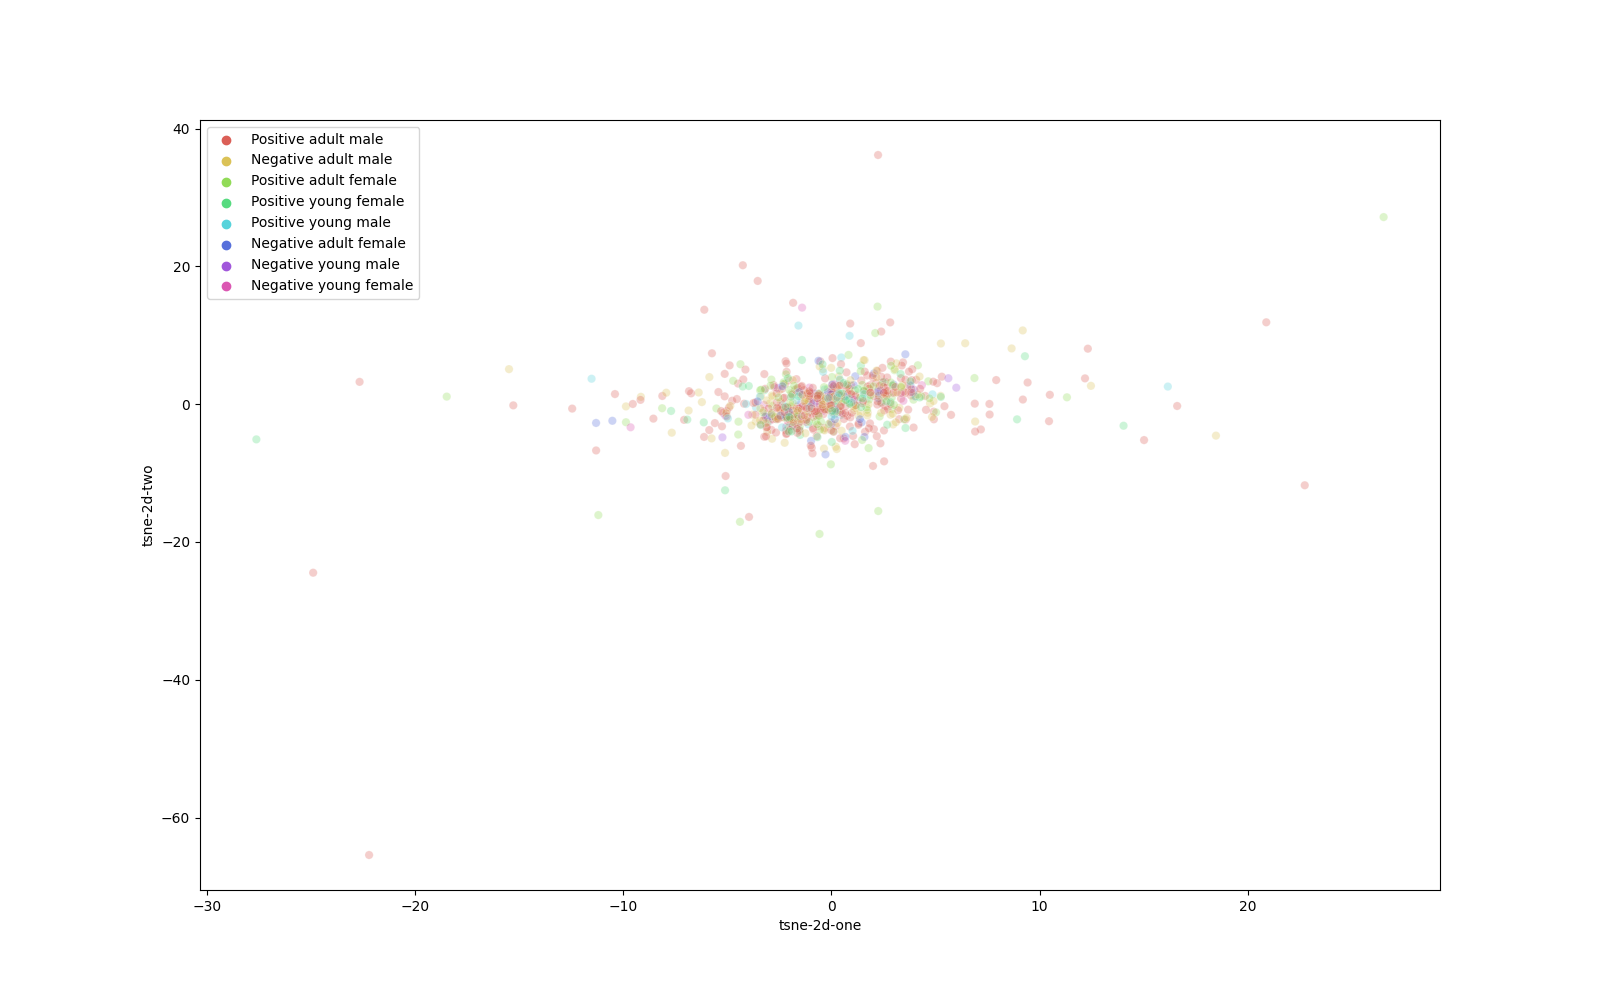 Positive adult male
Negative adult male
Positive adult female
Positive young female
Positive young male
Negative adult female
Negative young male
Negative young female
40
20
0
−20
−40
−60
tsne-2d-two
−30
−20
−10
0
10
20
tsne-2d-one